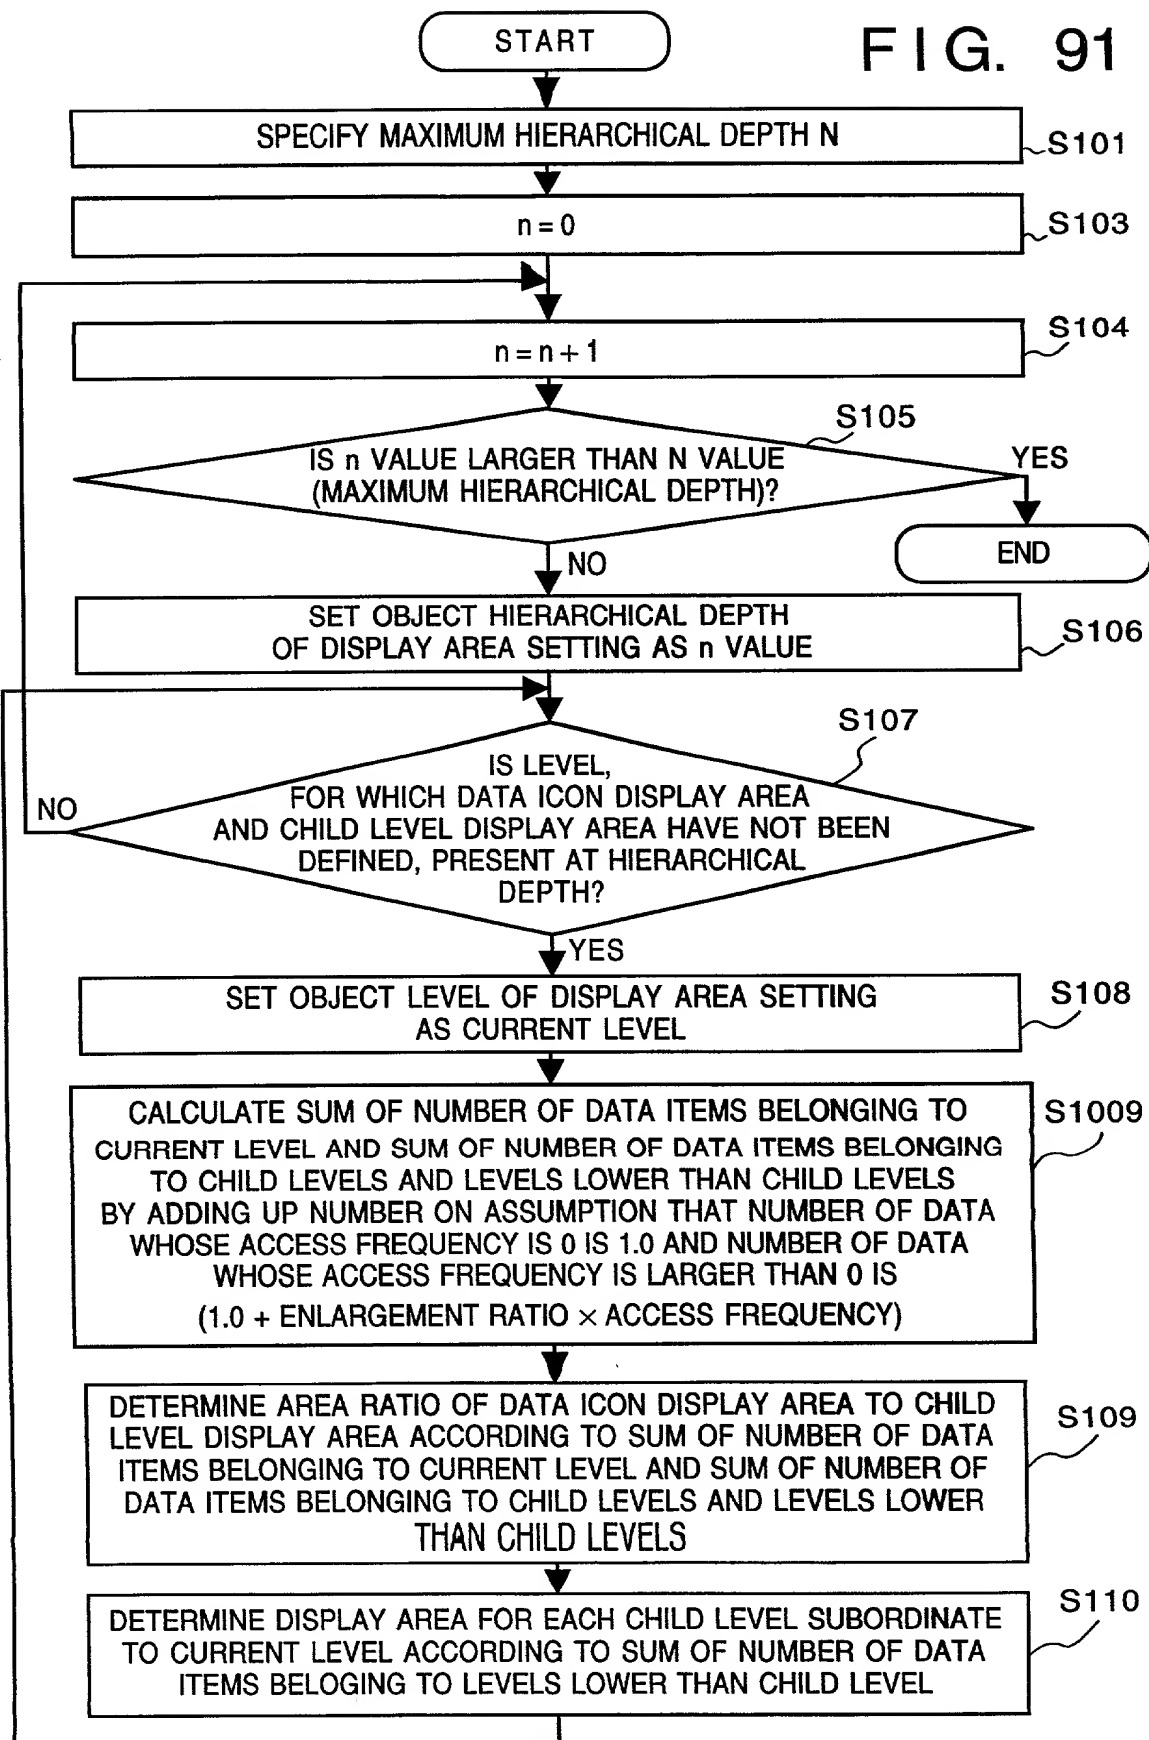 START
FIG. 91
SPECIFY MAXIMUM HIERARCHICAL DEPTH N
S101
n=0
S103
n=n+1
S104
S105
IS n VALUE LARGER THAN N VALUE
(MAXIMUM HIERARCHICAL DEPTH)?
YES
END
NO
SET OBJECT HIERARCHICAL DEPTH
OF DISPLAY AREA SETTING AS n VALUE
S106
S107
IS LEVEL,
FOR WHICH DATA ICON DISPLAY AREA
AND CHILD LEVEL DISPLAY AREA HAVE NOT BEEN
DEFINED, PRESENT AT HIERARCHICAL
DEPTH?
NO
YES
SET OBJECT LEVEL OF DISPLAY AREA SETTING
AS CURRENT LEVEL
S108
CALCULATE SUM OF NUMBER OF DATA ITEMS BELONGING TO
CURRENT LEVEL AND SUM OF NUMBER OF DATA ITEMS BELONGING
TO CHILD LEVELS AND LEVELS LOWER THAN CHILD LEVELS
BY ADDING UP NUMBER ON ASSUMPTION THAT NUMBER OF DATA
WHOSE ACCESS FREQUENCY IS 0 IS 1.0 AND NUMBER OF DATA
WHOSE ACCESS FREQUENCY IS LARGER THAN 0 IS
(1.0 + ENLARGEMENT RATIO × ACCESS FREQUENCY)
S1009
DETERMINE AREA RATIO OF DATA ICON DISPLAY AREA TO CHILD
LEVEL DISPLAY AREA ACCORDING TO SUM OF NUMBER OF DATA
ITEMS BELONGING TO CURRENT LEVEL AND SUM OF NUMBER OF
DATA ITEMS BELONGING TO CHILD LEVELS AND LEVELS LOWER
THAN CHILD LEVELS
S109
DETERMINE DISPLAY AREA FOR EACH CHILD LEVEL SUBORDINATE
TO CURRENT LEVEL ACCORDING TO SUM OF NUMBER OF DATA
ITEMS BELOGING TO LEVELS LOWER THAN CHILD LEVEL
S110